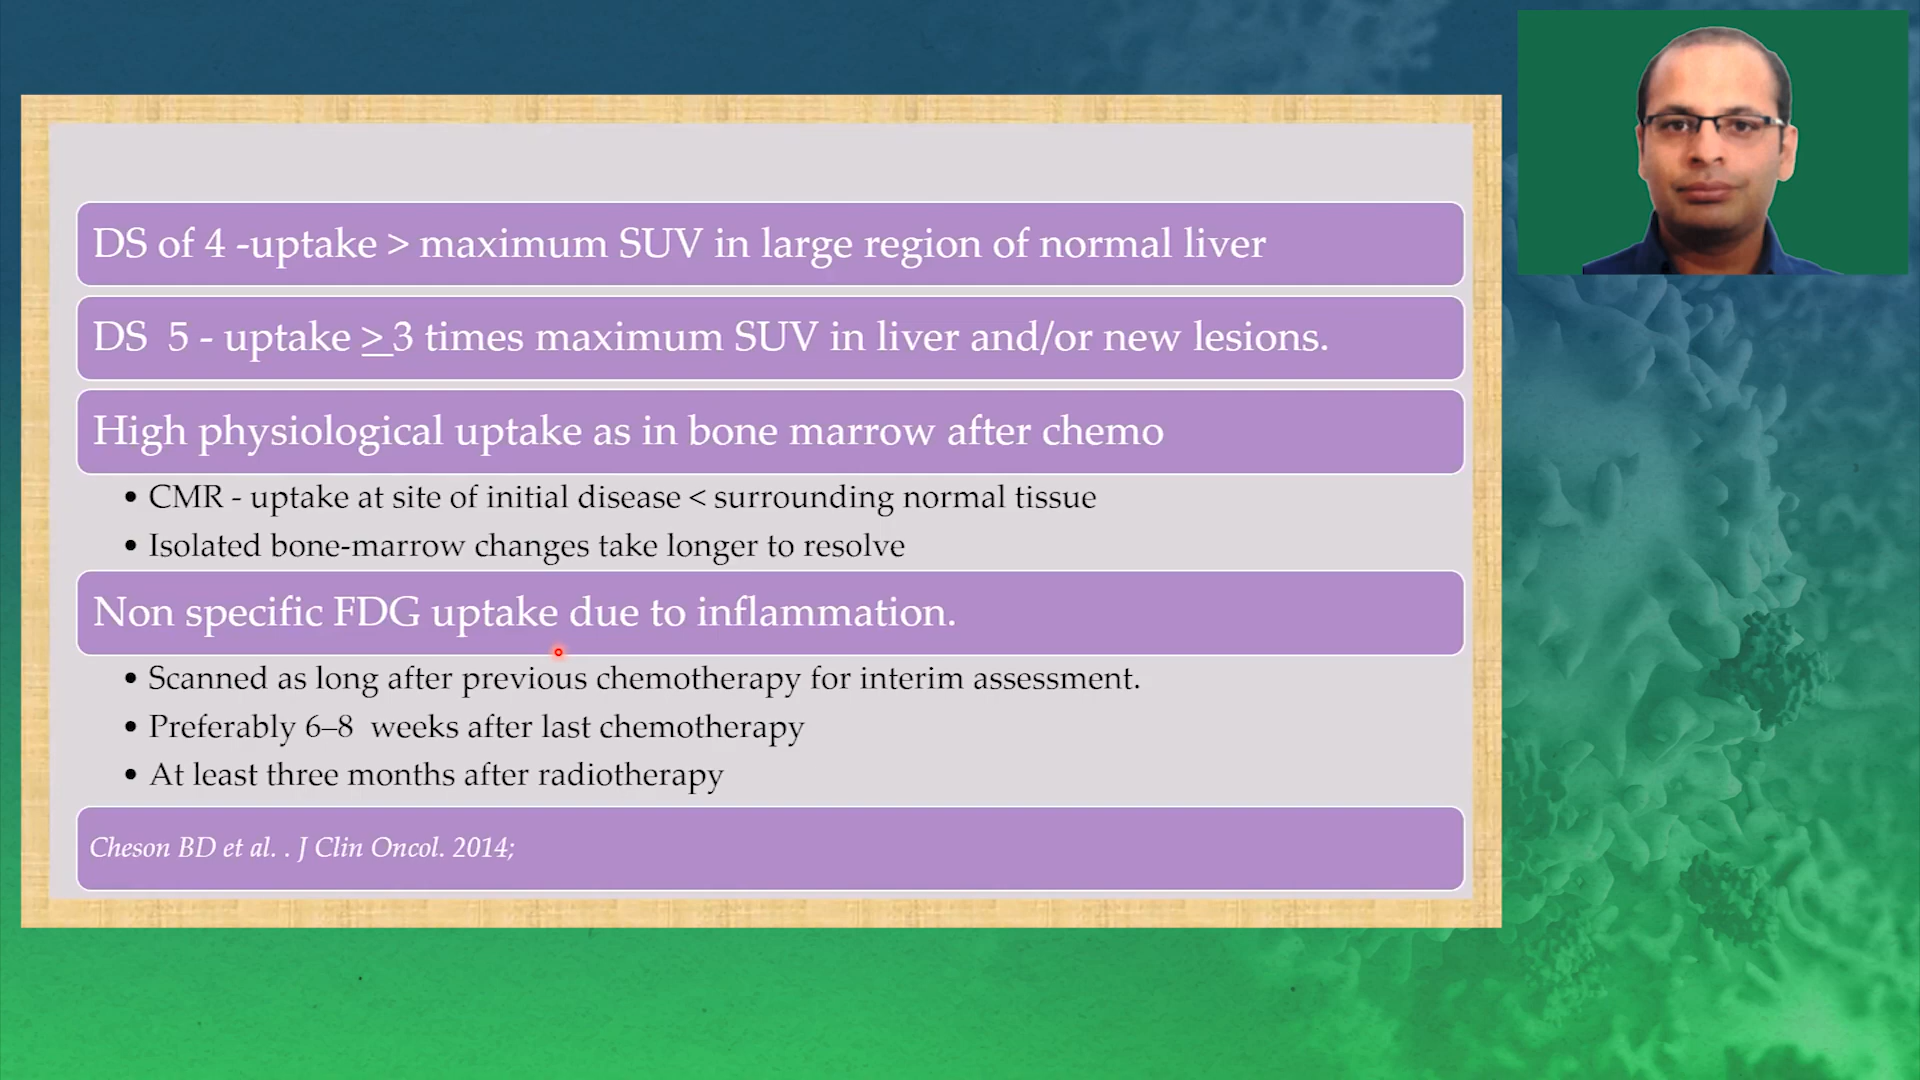 DS of 4 -uptake > maximum SUV in large region of normal liver
DS 5 - uptake > 3 times maximum SUV in liver and/or new lesions.
High physiological uptake as in bone marrow after chemo
• CMR - uptake at site of initial disease < surrounding normal tissue
• Isolated bone-marrow changes take longer to resolve
Non specific FDG uptake due to inflammation.
• Scanned as long after previous chemotherapy for interim assessment.
• Preferably 6–8 weeks after last chemotherapy
• At least three months after radiotherapy
Cheson BD et al. . J Clin Oncol. 2014;